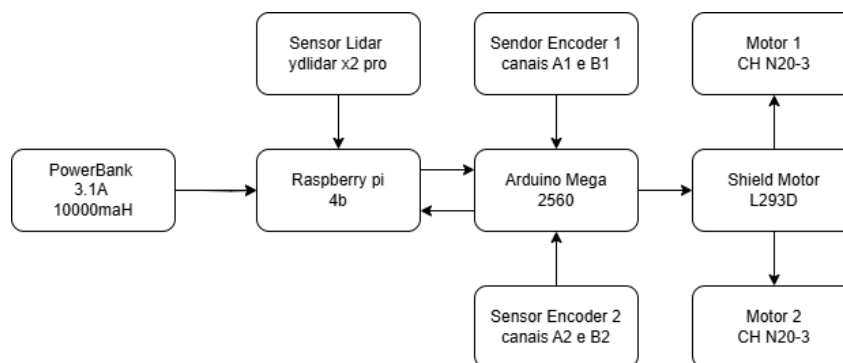 Sensor Lidar
ydlidar x2 pro
Sendor Encoder 1
canais A1 e B1
Motor 1
CH N20-3
PowerBank
3.1A
10000maH
Raspberry pi
4b
Arduino Mega
2560
Shield Motor
L293D
Sensor Encoder 2
canais A2 e B2
Motor 2
CH N20-3